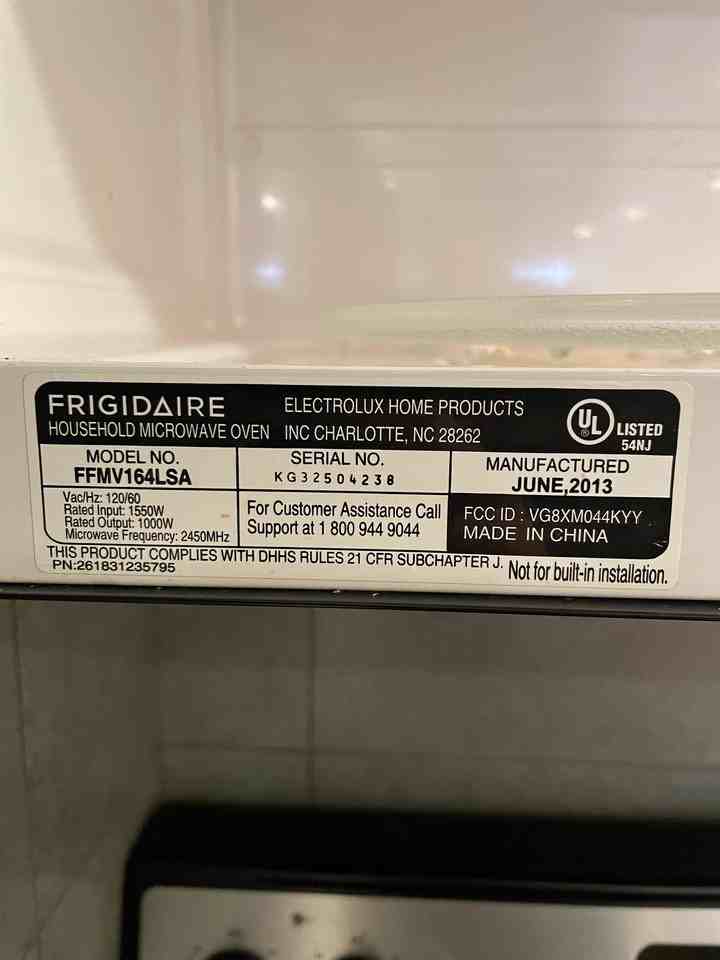 FRIGIDAIRE
HOUSEHOLD MICROWAVE OVEN
ELECTROLUX HOME PRODUCTS
INC CHARLOTTE, NC 28262
UL LISTED
54NJ
MODEL NO.
FFMV164LSA
SERIAL NO.
KG32504238
MANUFACTURED
JUNE,2013
Vac/Hz: 120/60
Rated Input: 1550W
Rated Output: 1000W
Microwave Frequency: 2450MHz
For Customer Assistance Call
Support at 1 800 944 9044
FCC ID : VG8XM044KYY
MADE IN CHINA
THIS PRODUCT COMPLIES WITH DHHS RULES 21 CFR SUBCHAPTER J.
PN:261831235795
Not for built-in installation.